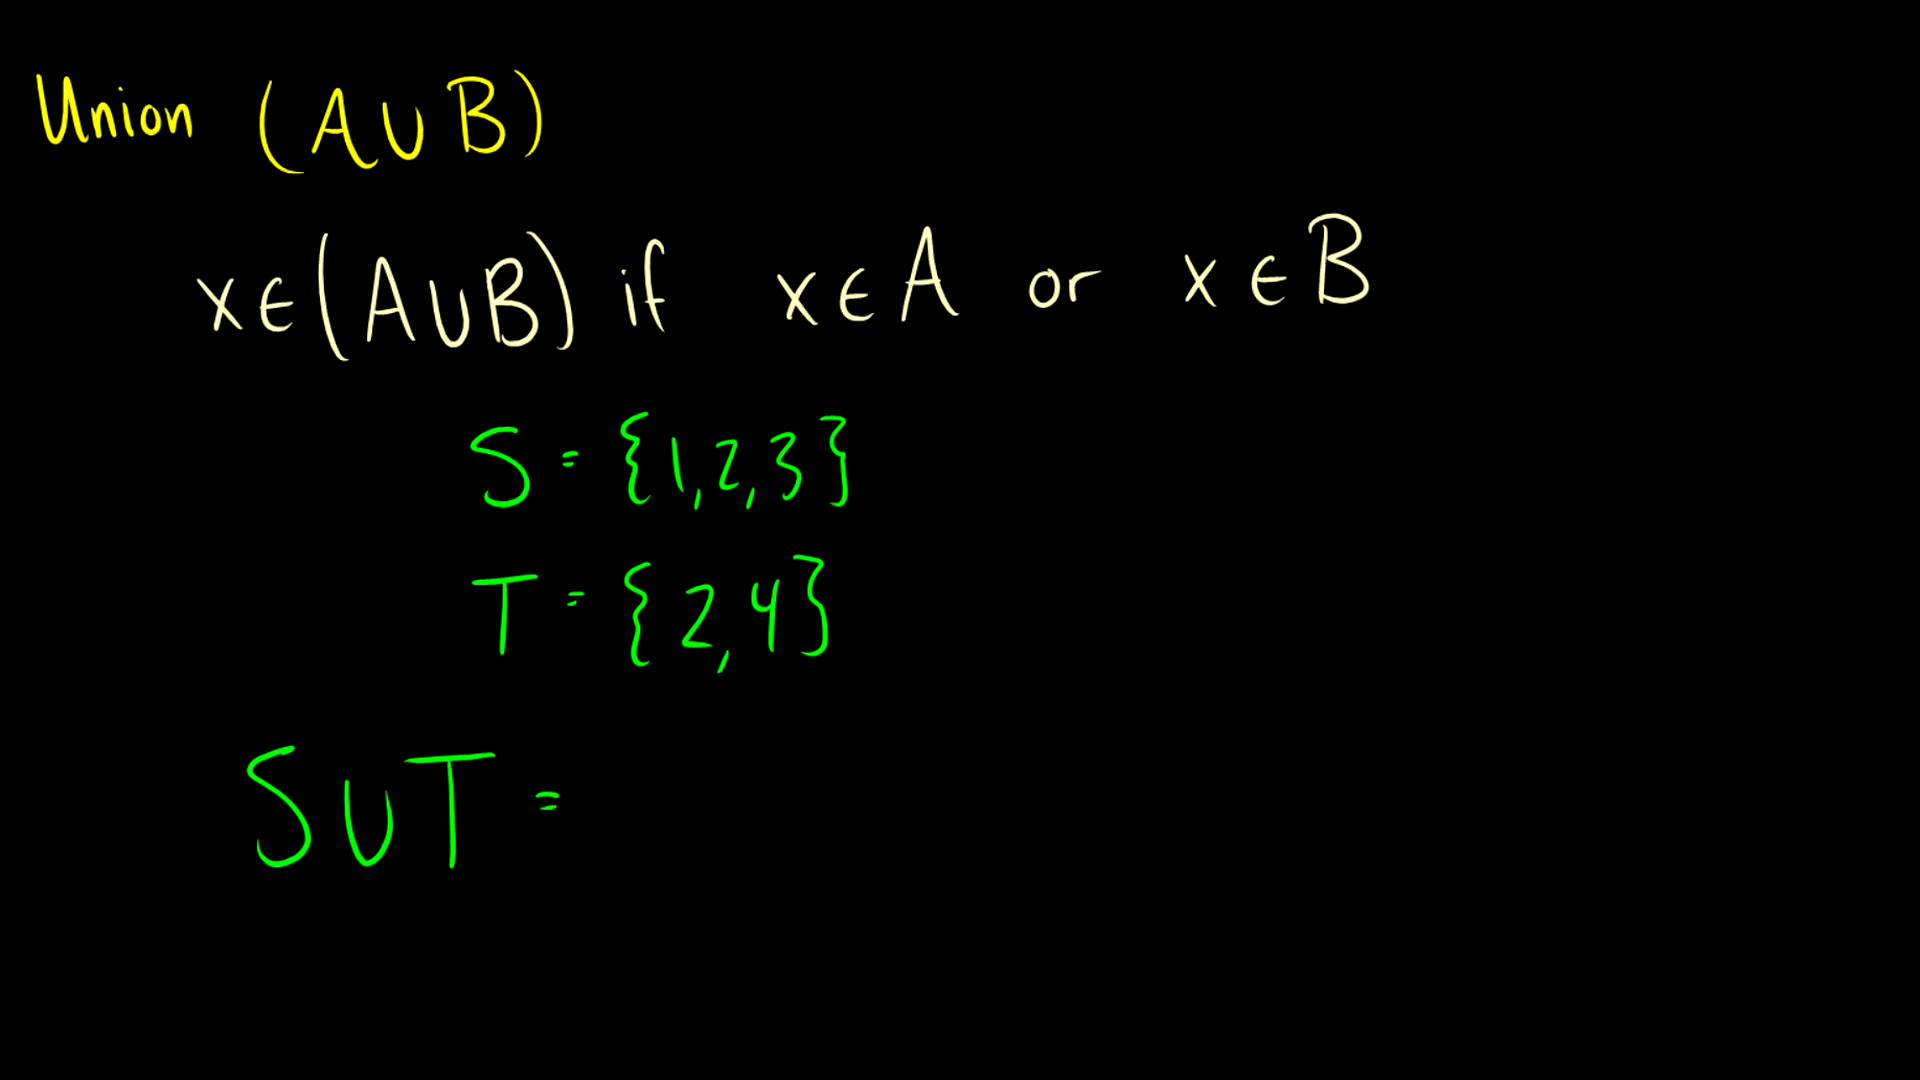 Union (A∪B)
x∈(A∪B) if x∈A or x∈B
S = {1,2,3}
T = {2,4}
S∪T =